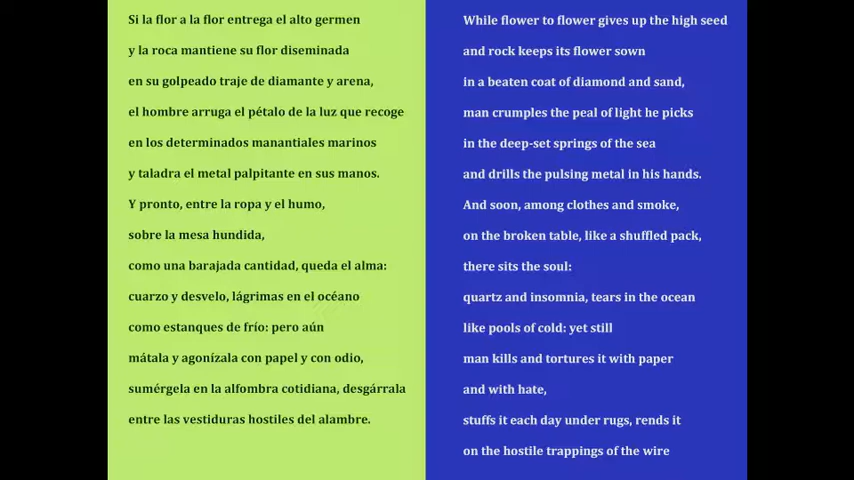 Si la flor a la flor entrega el alto germen
y la roca mantiene su flor diseminada
en su golpeado traje de diamante y arena,
el hombre arruga el pétalo de la luz que recoge
en los determinados manantiales marinos
y taladra el metal palpitante en sus manos.
Y pronto, entre la ropa y el humo,
sobre la mesa hundida,
como una barajada cantidad, queda el alma:
cuarzo y desvelo, lágrimas en el océano
como estanques de frío: pero aún
mátala y agonízala con papel y con odio,
sumérgela en la alfombra cotidiana, desgárrala
entre las vestiduras hostiles del alambre.
While flower to flower gives up the high seed
and rock keeps its flower sown
in a beaten coat of diamond and sand,
man crumples the peal of light he picks
in the deep-set springs of the sea
and drills the pulsing metal in his hands.
And soon, among clothes and smoke,
on the broken table, like a shuffled pack,
there sits the soul:
quartz and insomnia, tears in the ocean
like pools of cold: yet still
man kills and tortures it with paper
and with hate,
stuffs it each day under rugs, rends it
on the hostile trappings of the wire